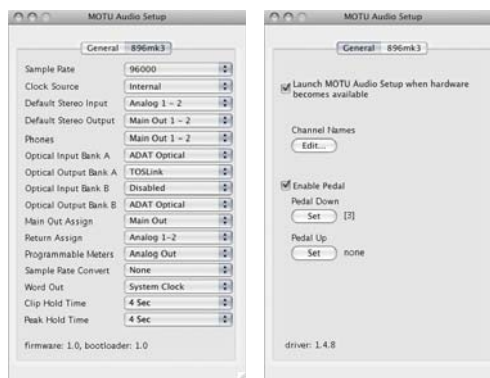 MOTU Audio Setup
General 896mk3
Sample Rate 96000
Clock Source Internal
Default Stereo Input Analog 1 – 2
Default Stereo Output Main Out 1 – 2
Phones Main Out 1 – 2
Optical Input Bank A ADAT Optical
Optical Output Bank A TOSLink
Optical Input Bank B Disabled
Optical Output Bank B ADAT Optical
Main Out Assign Main Out
Return Assign Analog 1-2
Programmable Meters Analog Out
Sample Rate Convert None
Word Out System Clock
Clip Hold Time 4 Sec
Peak Hold Time 4 Sec
firmware: 1.0, bootloader: 1.0
MOTU Audio Setup
General 896mk3
Launch MOTU Audio Setup when hardware
becomes available
Channel Names
Edit...
Enable Pedal
Pedal Down
Set [3]
Pedal Up
Set none
driver: 1.4.8